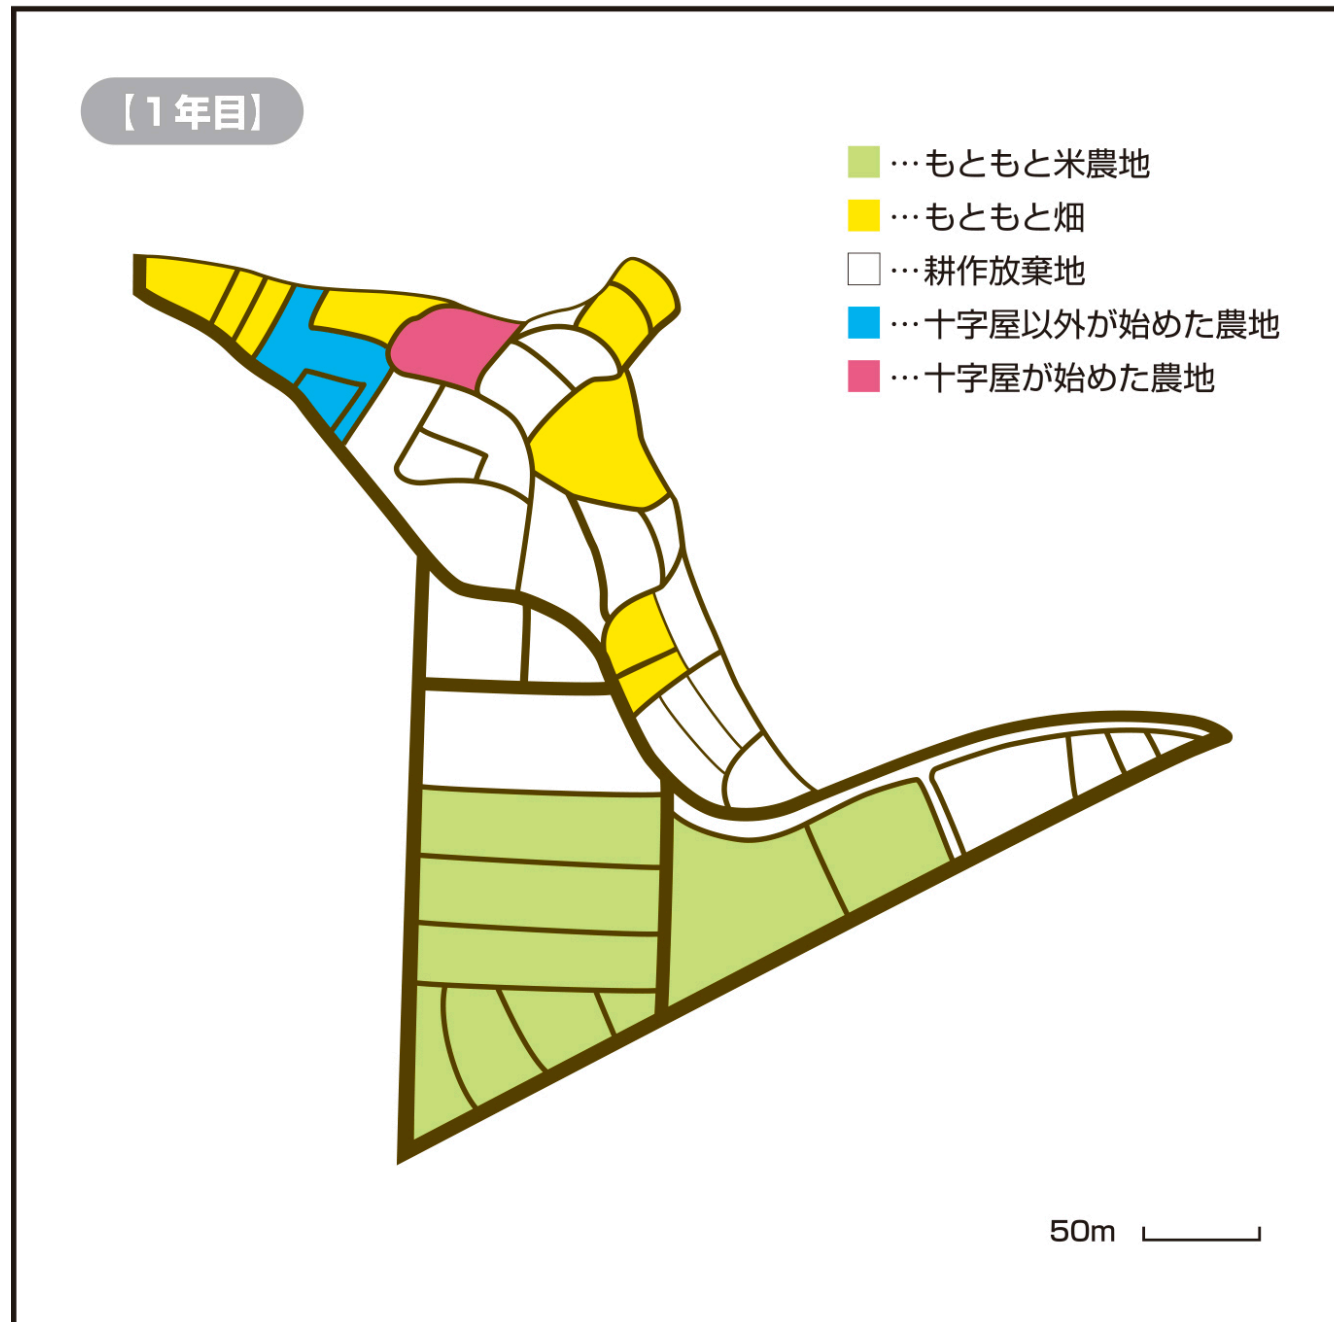 【１年目】
…もともと米農地
…もともと畑
…耕作放棄地
…十字屋以外が始めた農地
…十字屋が始めた農地
50m